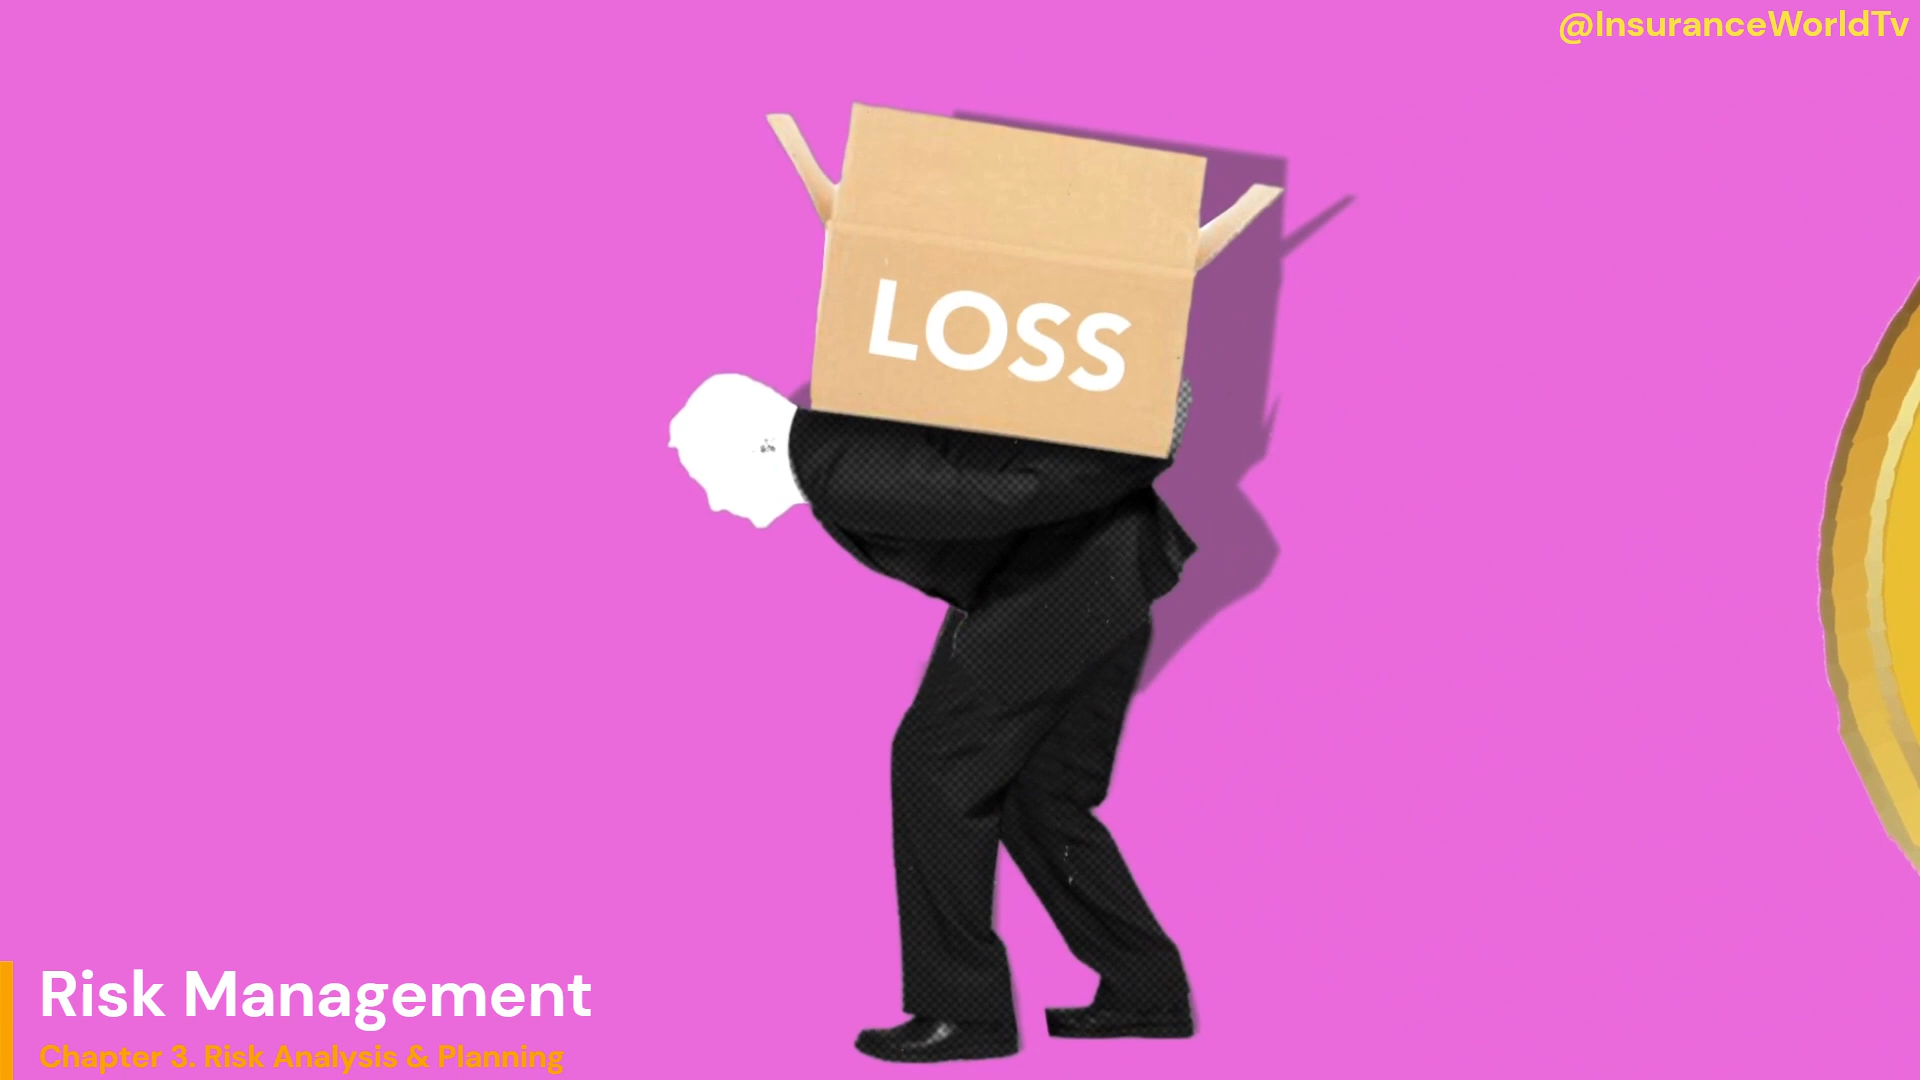 @InsuranceWorldTv
LOSS
Risk Management
Chapter 3. Risk Analysis & Planning